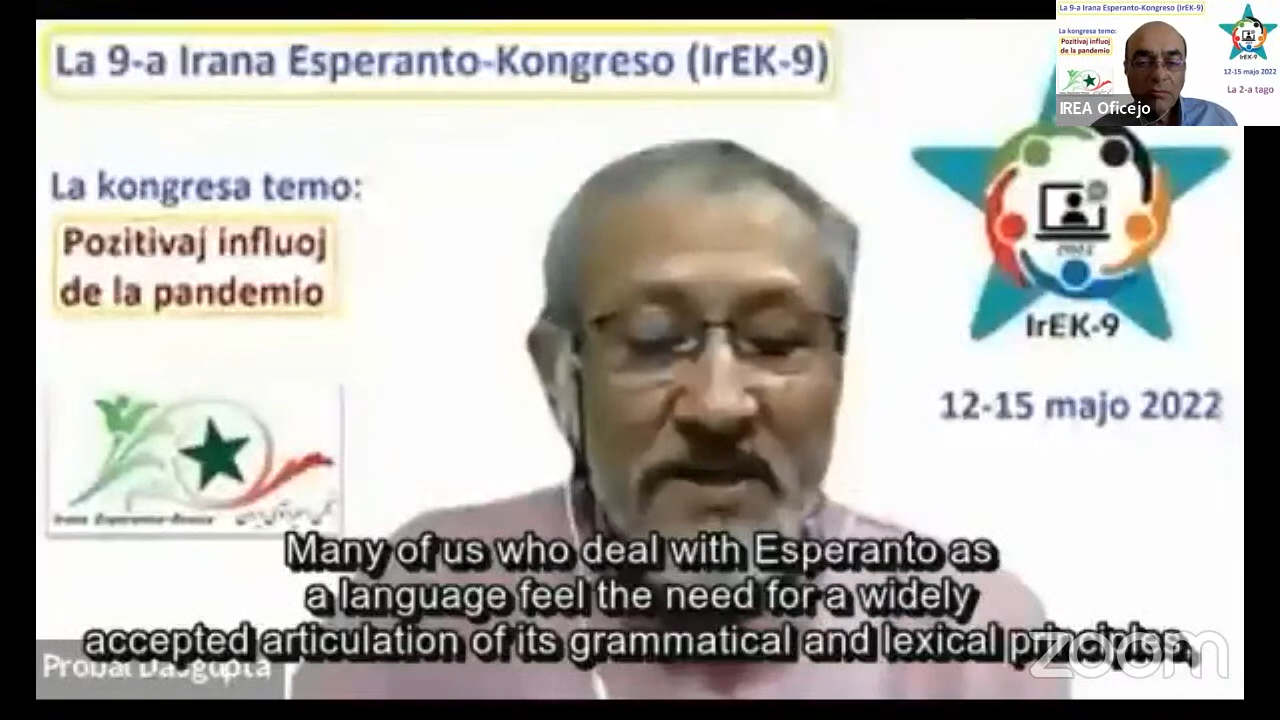 La 9-a Irana Esperanto-Kongreso (IrEK-9)
La kongresa temo:
Pozitivaj influoj
de la pandemio
2022
IrEK-9
12-15 majo 2022
Many of us who deal with Esperanto as
a language feel the need for a widely
accepted articulation of its grammatical and lexical principles,
Probal Dasgupta
zoom
La 9-a Irana Esperanto-Kongreso (IrEK-9)
La kongresa temo:
Pozitivaj influoj
de la pandemio
IrEK-9
12-15 majo 2022
La 2-a tago
IREA Oficejo